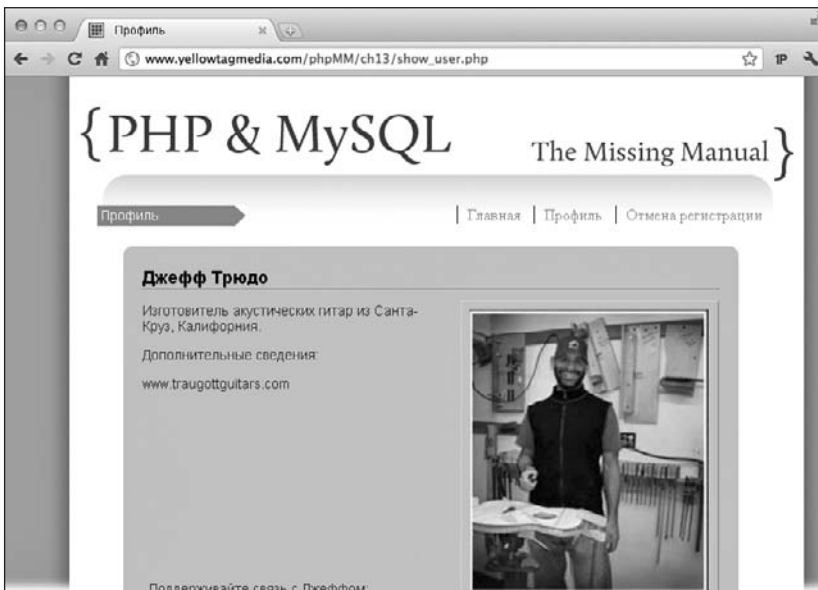 Профиль
www.yellowtagmedia.com/phpMM/ch13/show_user.php
1P
{PHP & MySQL
The Missing Manual}
Профиль
Главная | Профиль | Отмена регистрации
Джефф Трюдо
Изготовитель акустических гитар из Санта-
Круз, Калифорния.
Дополнительные сведения:
www.traugottguitars.com
Поддерживайте связь с Джеффом: